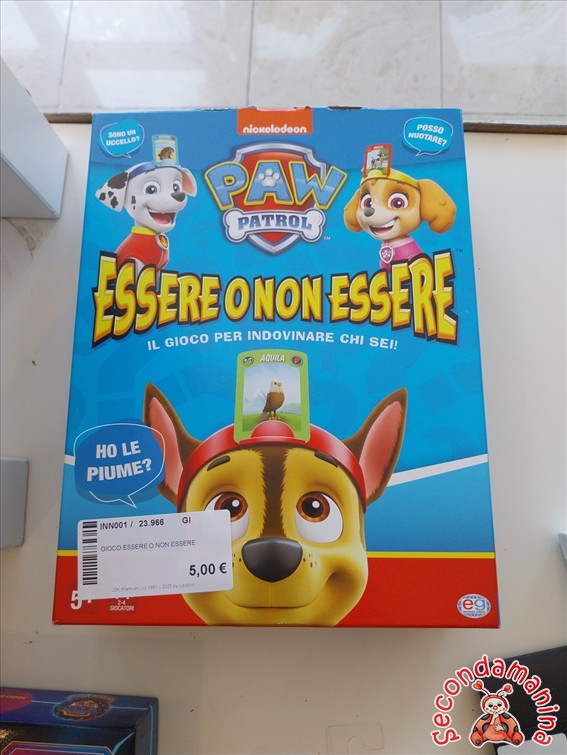 nickelodeon
SONO UN
UCCELLO?
POSSO
NUOTARE?
PAW
PATROL
TM
ESSERE O NON ESSERE
IL GIOCO PER INDOVINARE CHI SEI!
AQUILA
HO LE
PIUME?
INN001 / 23.966 GI
GIOCO ESSERE O NON ESSERE
5,00 €
5+
2-4
GIOCATORI
eg
Secondamanina